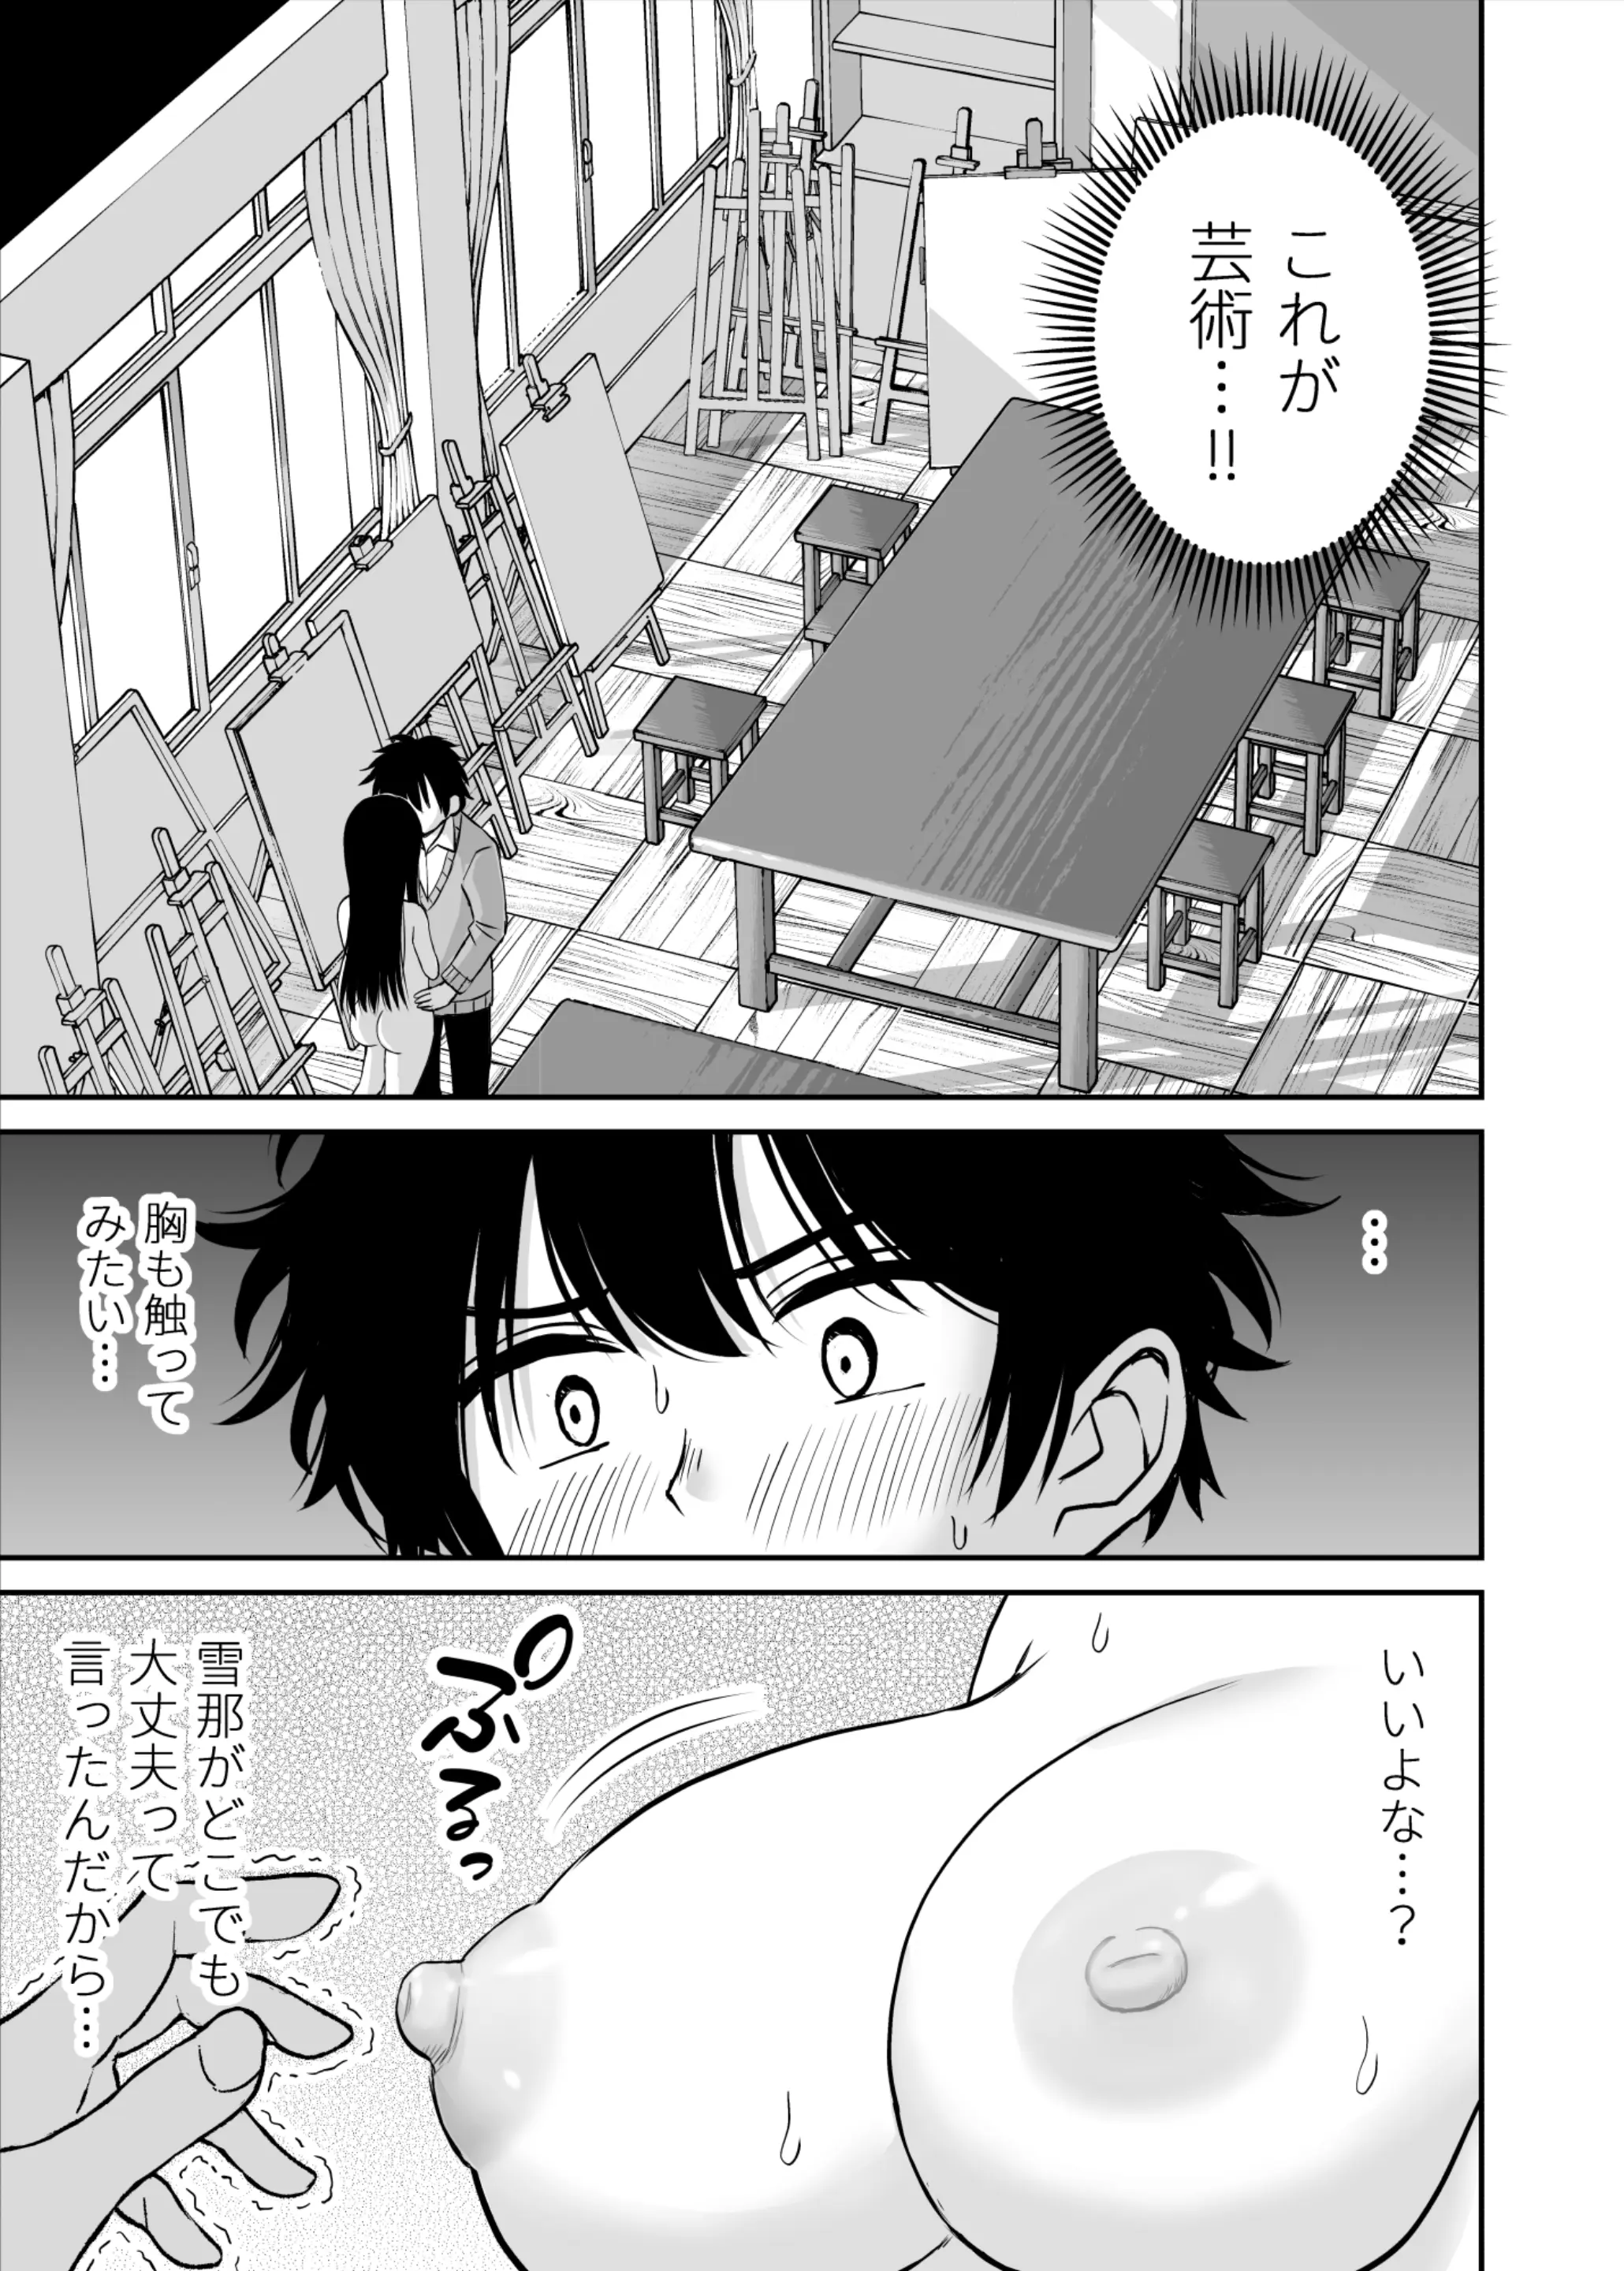 これが
芸術…!!
…
胸も触って
みたい…
いいよな…?
ぷるっ
雪那がどこでも
大丈夫って
言ったんだから…